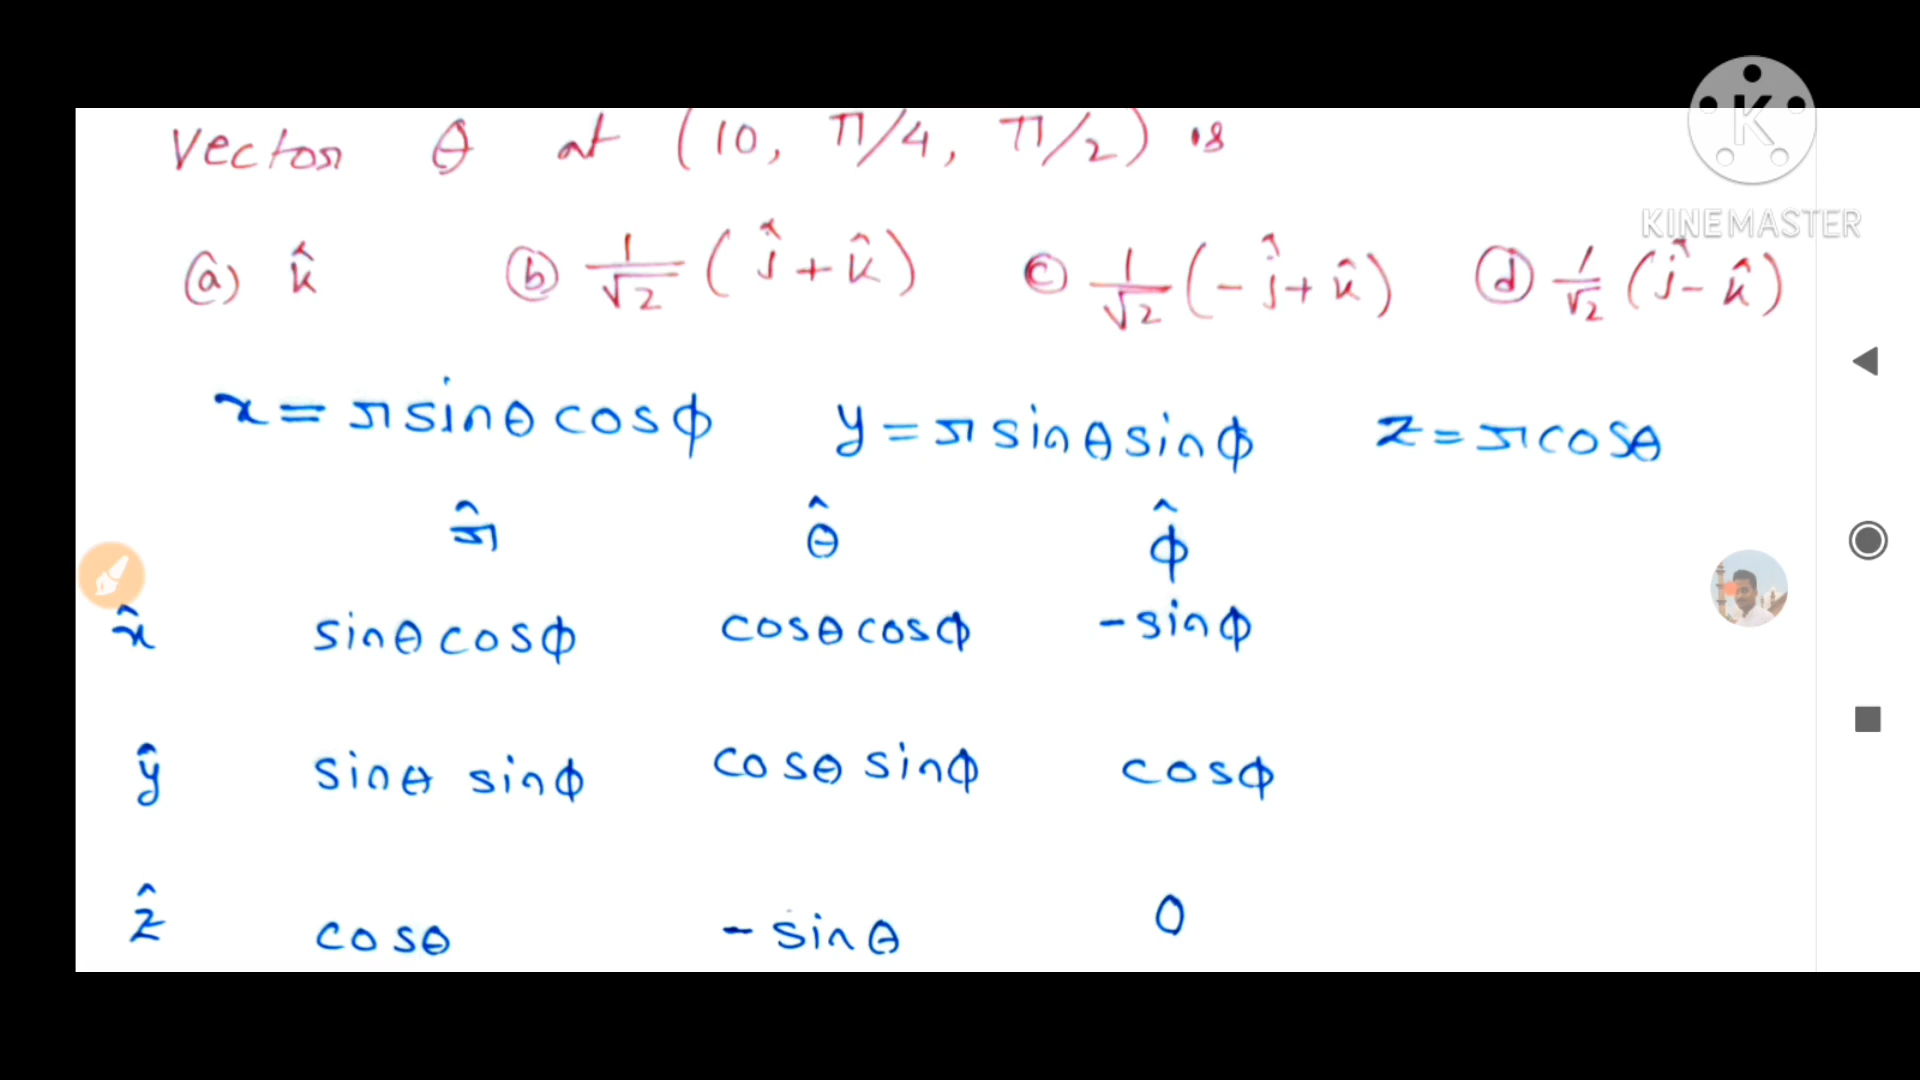 Vector θ at (10, π/4, π/2) is
K
KINEMASTER
(a) k̂ (b) 1/√2 (ĵ + k̂) (c) 1/√2 (-ĵ + k̂) (d) 1/√2 (ĵ - k̂)
x = r sinθ cosϕ y = r sinθ sinϕ z = r cosθ
r̂ θ̂ ϕ̂
x̂ sinθ cosϕ cosθ cosϕ -sinϕ
ŷ sinθ sinϕ cosθ sinϕ cosϕ
ẑ cosθ - sinθ 0